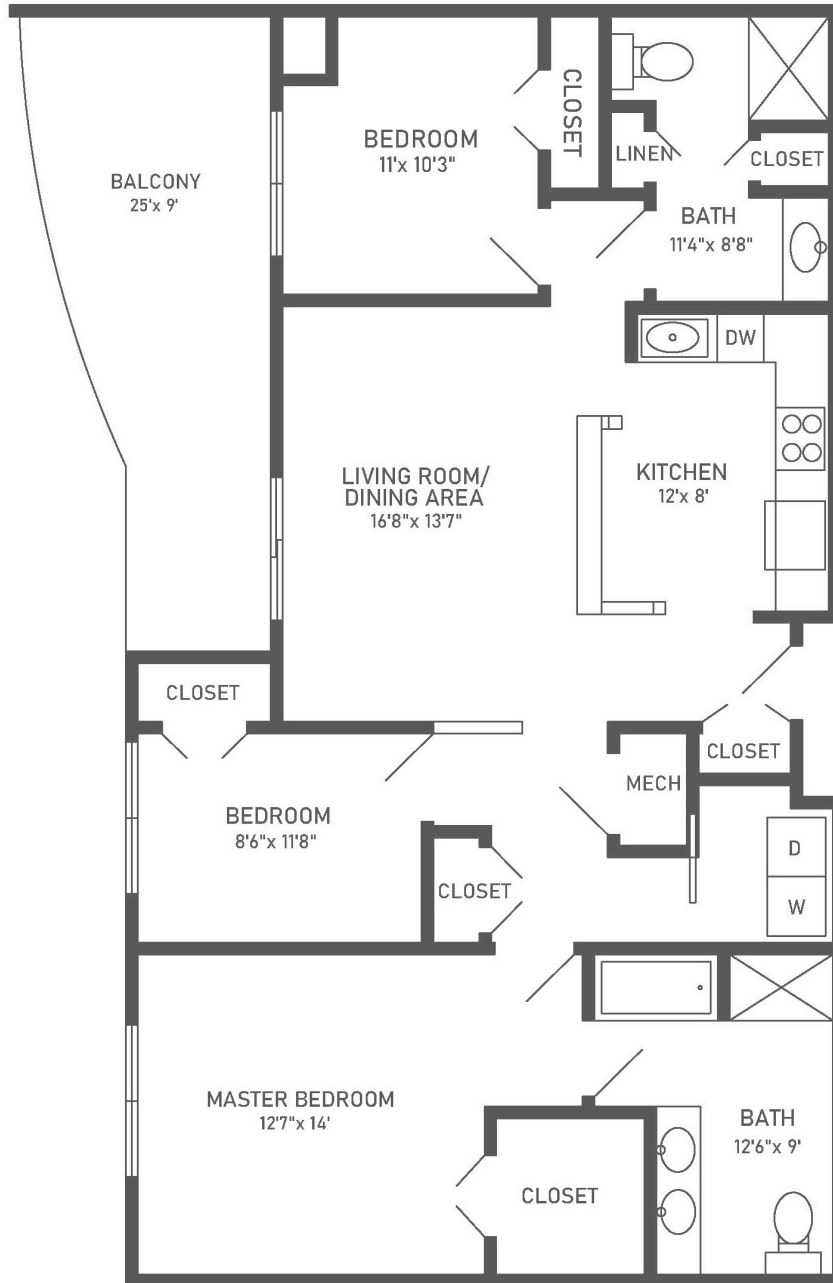 CLOSET
BEDROOM
11'x 10'3"
LINEN
CLOSET
BALCONY
25'x 9'
BATH
11'4"x 8'8"
DW
LIVING ROOM/
DINING AREA
16'8"x 13'7"
KITCHEN
12'x 8'
CLOSET
CLOSET
MECH
BEDROOM
8'6"x 11'8"
D
CLOSET
W
MASTER BEDROOM
12'7"x 14'
BATH
12'6"x 9'
CLOSET